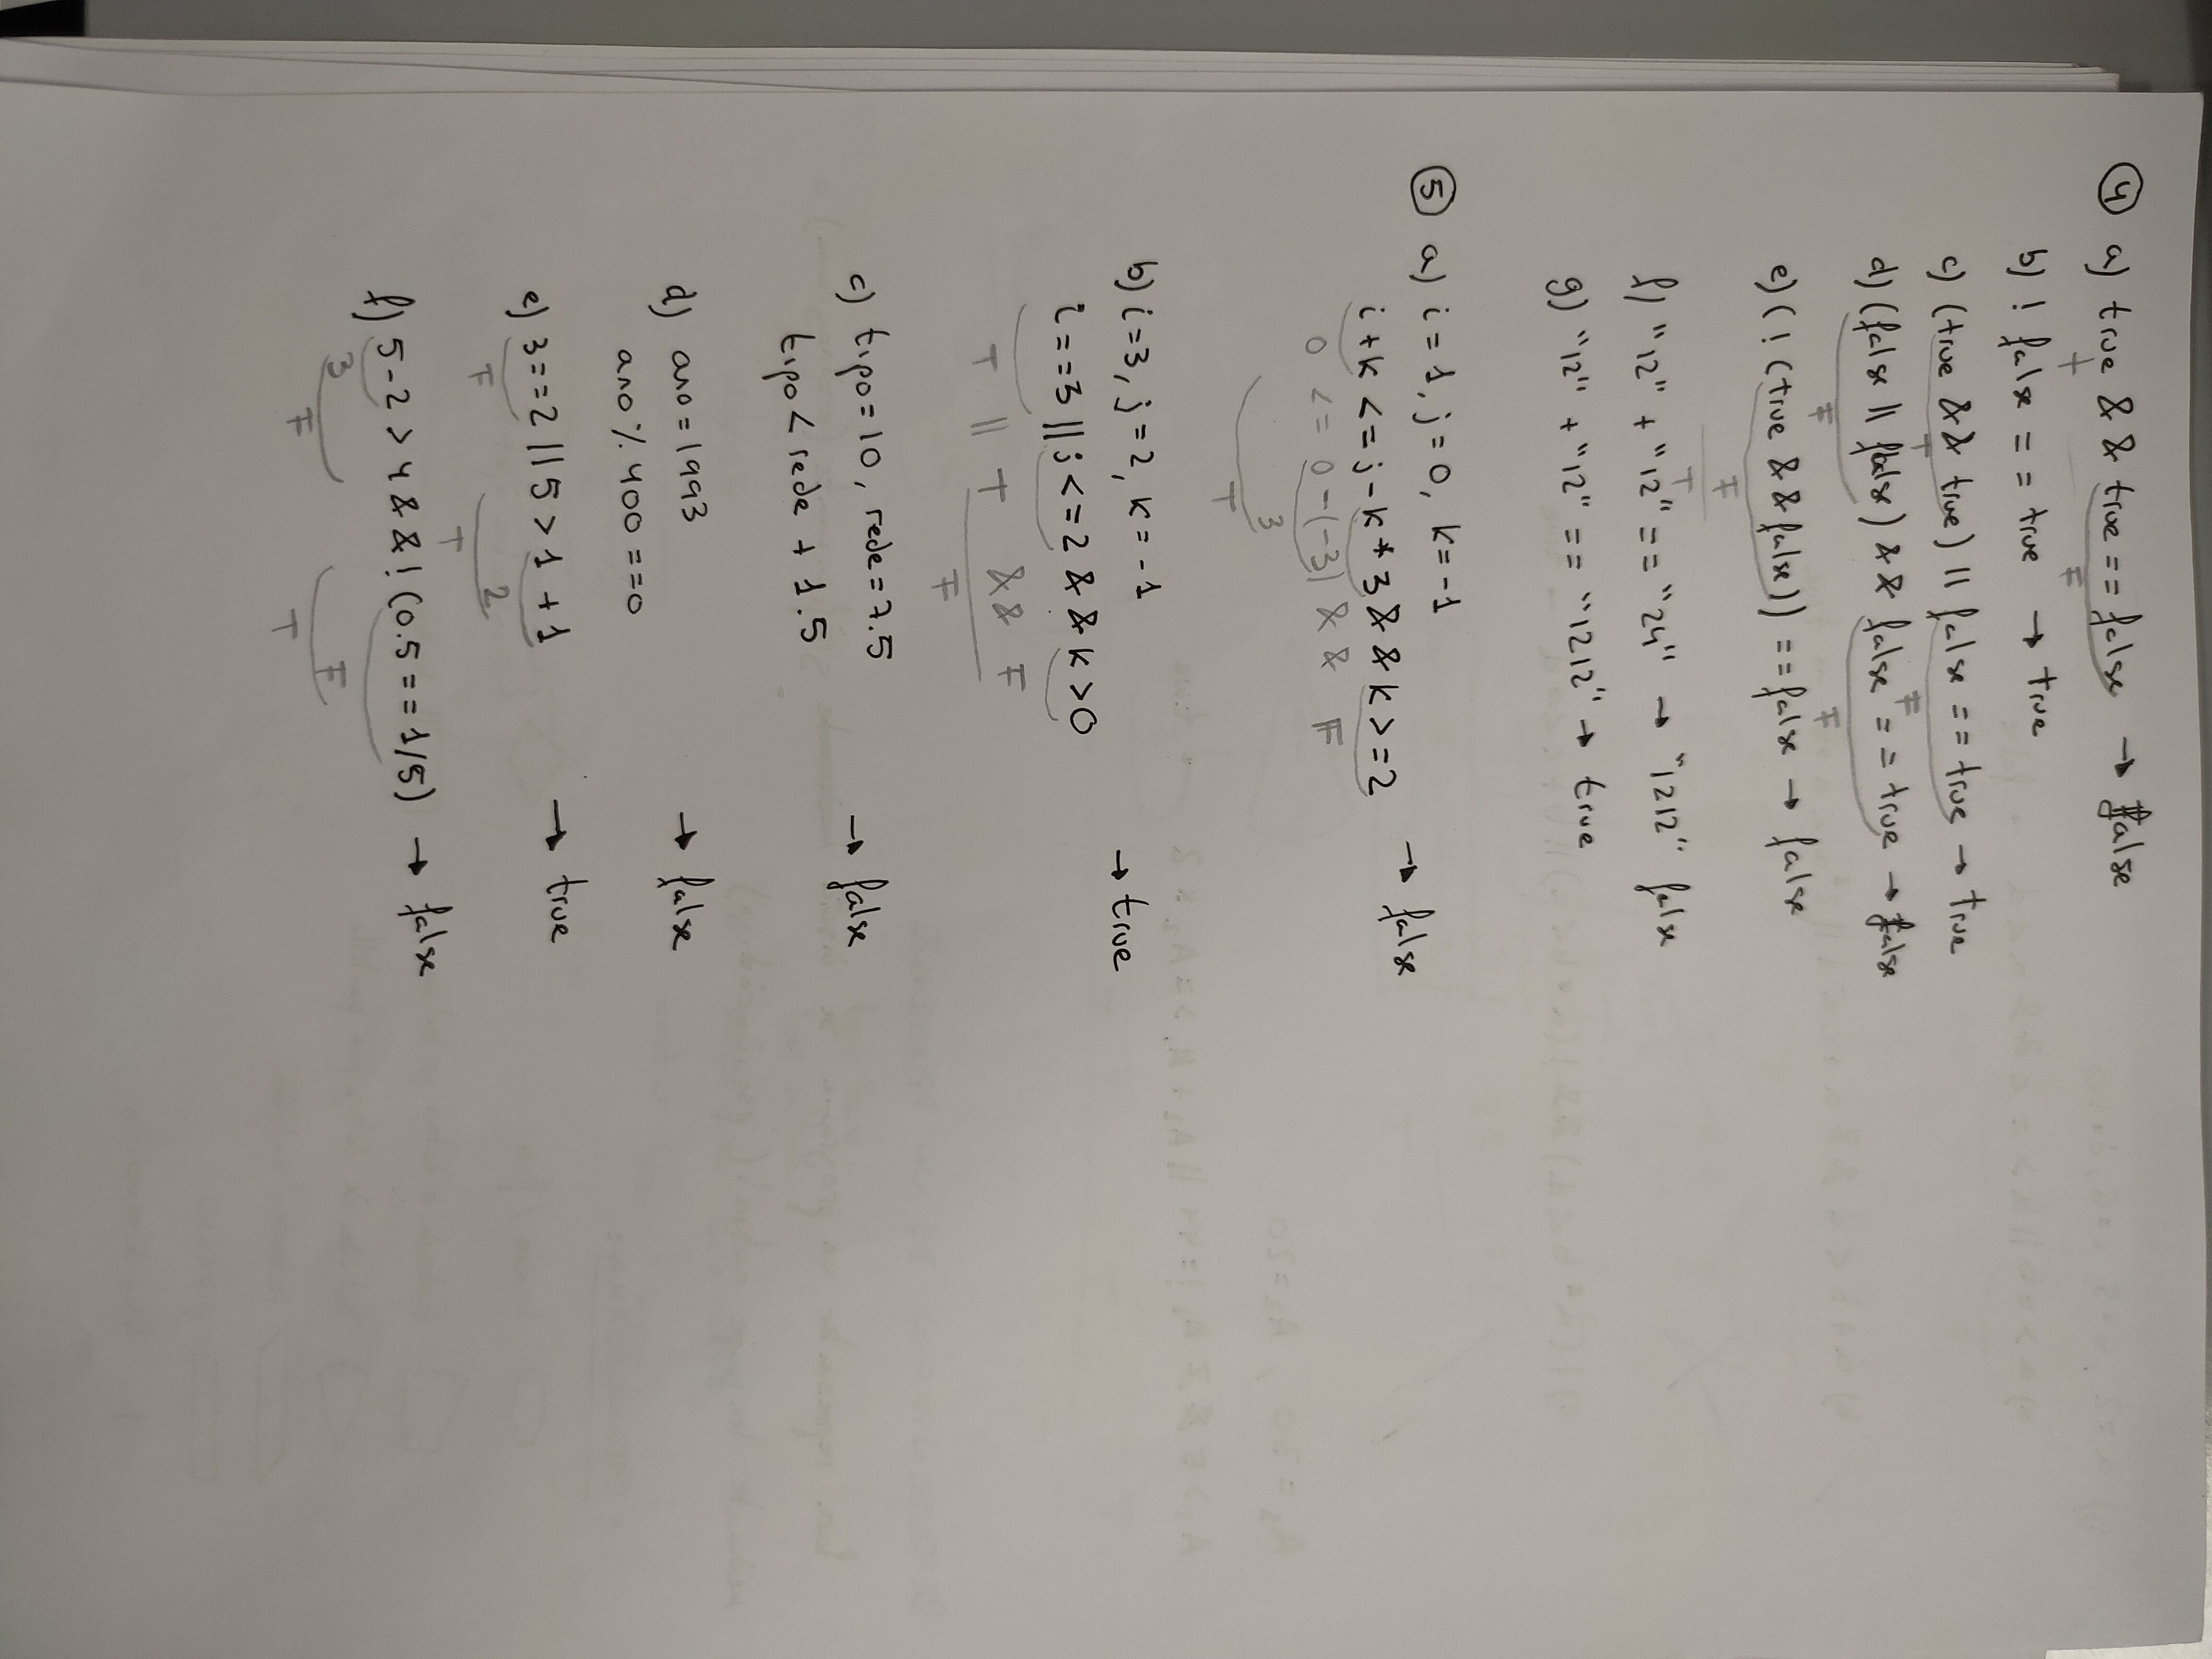 4 a) true && true == false → false
T F
b) ! false == true → true
c) (true && true) || false == true → true
T F
d) (false || false) && false == true → false
F F
e) (! (true && false)) == false → false
F
T
f) "12" + "12" == "24" → "1212" false
g) "12" + "12" == "1212" → true
5 a) i=1, j=0, k=-1 → false
i+k <= j-k*3 && k>=2
0 <= 0-(-3) && F
3
T
b) i=3, j=2, k=-1 → true
i==3 || j<=2 && k>0
T || T && F
F
c) tipo=10, rede=7.5 → false
tipo < rede + 1.5
d) ano=1993 → false
ano % 400 == 0
e) 3==2 || 5 > 1+1 → true
F 2
T
f) 5-2 > 4 && ! (0.5 == 1/5) → false
3 F
F T